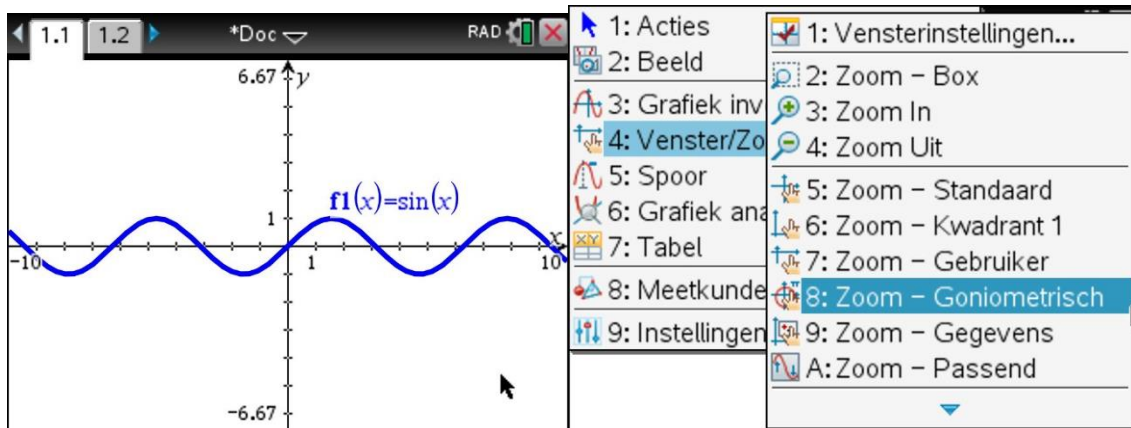 1.1 1.2 *Doc RAD
6.67 y
f1(x)=sin(x)
1
x
-10 1 10
-6.67
1: Acties
2: Beeld
3: Grafiek inv
4: Venster/Zo
5: Spoor
6: Grafiek ana
7: Tabel
8: Meetkunde
9: Instellingen
1: Vensterinstellingen...
2: Zoom – Box
3: Zoom In
4: Zoom Uit
5: Zoom – Standaard
6: Zoom – Kwadrant 1
7: Zoom – Gebruiker
8: Zoom – Goniometrisch
9: Zoom – Gegevens
A: Zoom – Passend